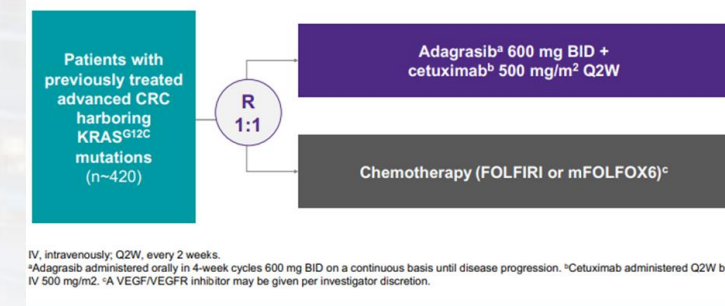 Patients with
previously treated
advanced CRC
harboring
KRASG12C
mutations
(n~420)
R
1:1
Adagrasibᵃ 600 mg BID +
cetuximabᵇ 500 mg/m² Q2W
Chemotherapy (FOLFIRI or mFOLFOX6)ᶜ
IV, intravenously; Q2W, every 2 weeks.
ᵃAdagrasib administered orally in 4-week cycles 600 mg BID on a continuous basis until disease progression. ᵇCetuximab administered Q2W b
IV 500 mg/m2. ᶜA VEGF/VEGFR inhibitor may be given per investigator discretion.